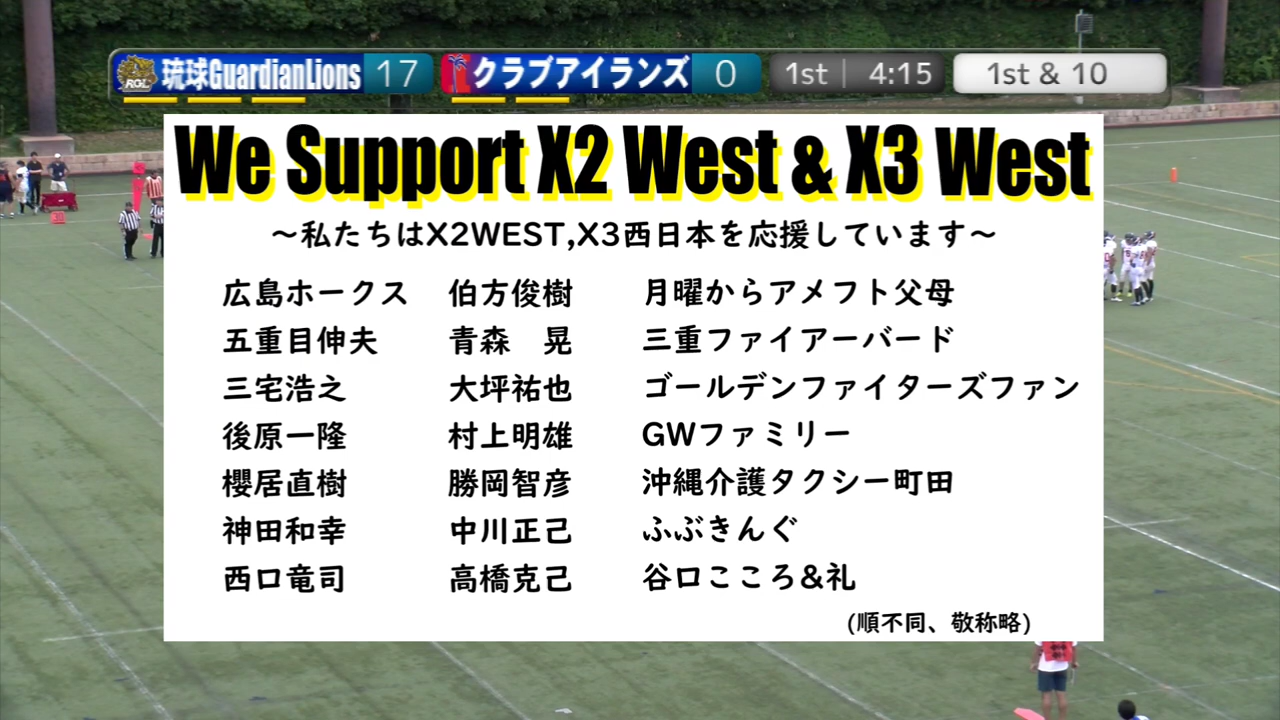 RGL 琉球GuardianLions 17 クラブアイランズ 0 1st 4:15 1st & 10
We Support X2 West & X3 West
～私たちはX2WEST,X3西日本を応援しています～
広島ホークス 伯方俊樹 月曜からアメフト父母
五重目伸夫 青森　晃 三重ファイアーバード
三宅浩之 大坪祐也 ゴールデンファイターズファン
後原一隆 村上明雄 GWファミリー
櫻居直樹 勝岡智彦 沖縄介護タクシー町田
神田和幸 中川正己 ふぶきんぐ
西口竜司 高橋克己 谷口こころ&礼
(順不同、敬称略)